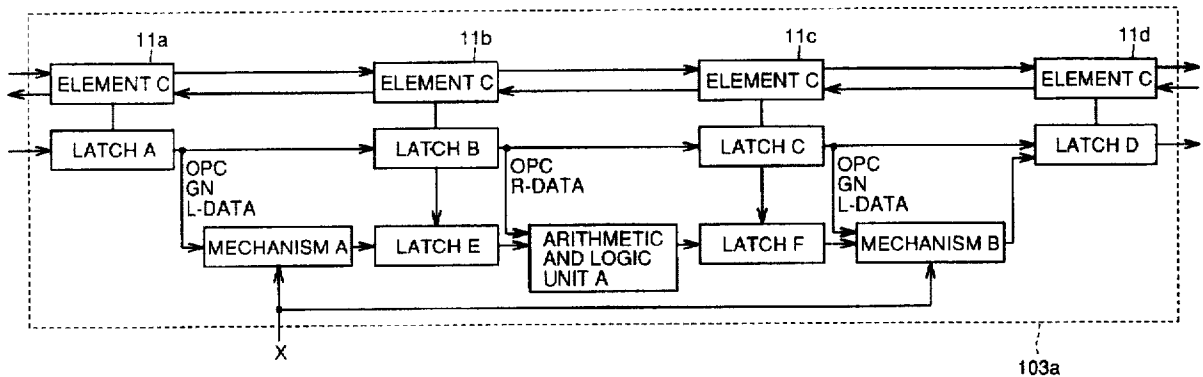 11a
11b
11c
11d
ELEMENT C
ELEMENT C
ELEMENT C
ELEMENT C
LATCH A
LATCH B
LATCH C
LATCH D
OPC
GN
L-DATA
OPC
R-DATA
OPC
GN
L-DATA
MECHANISM A
LATCH E
ARITHMETIC
AND LOGIC
UNIT A
LATCH F
MECHANISM B
X
103a